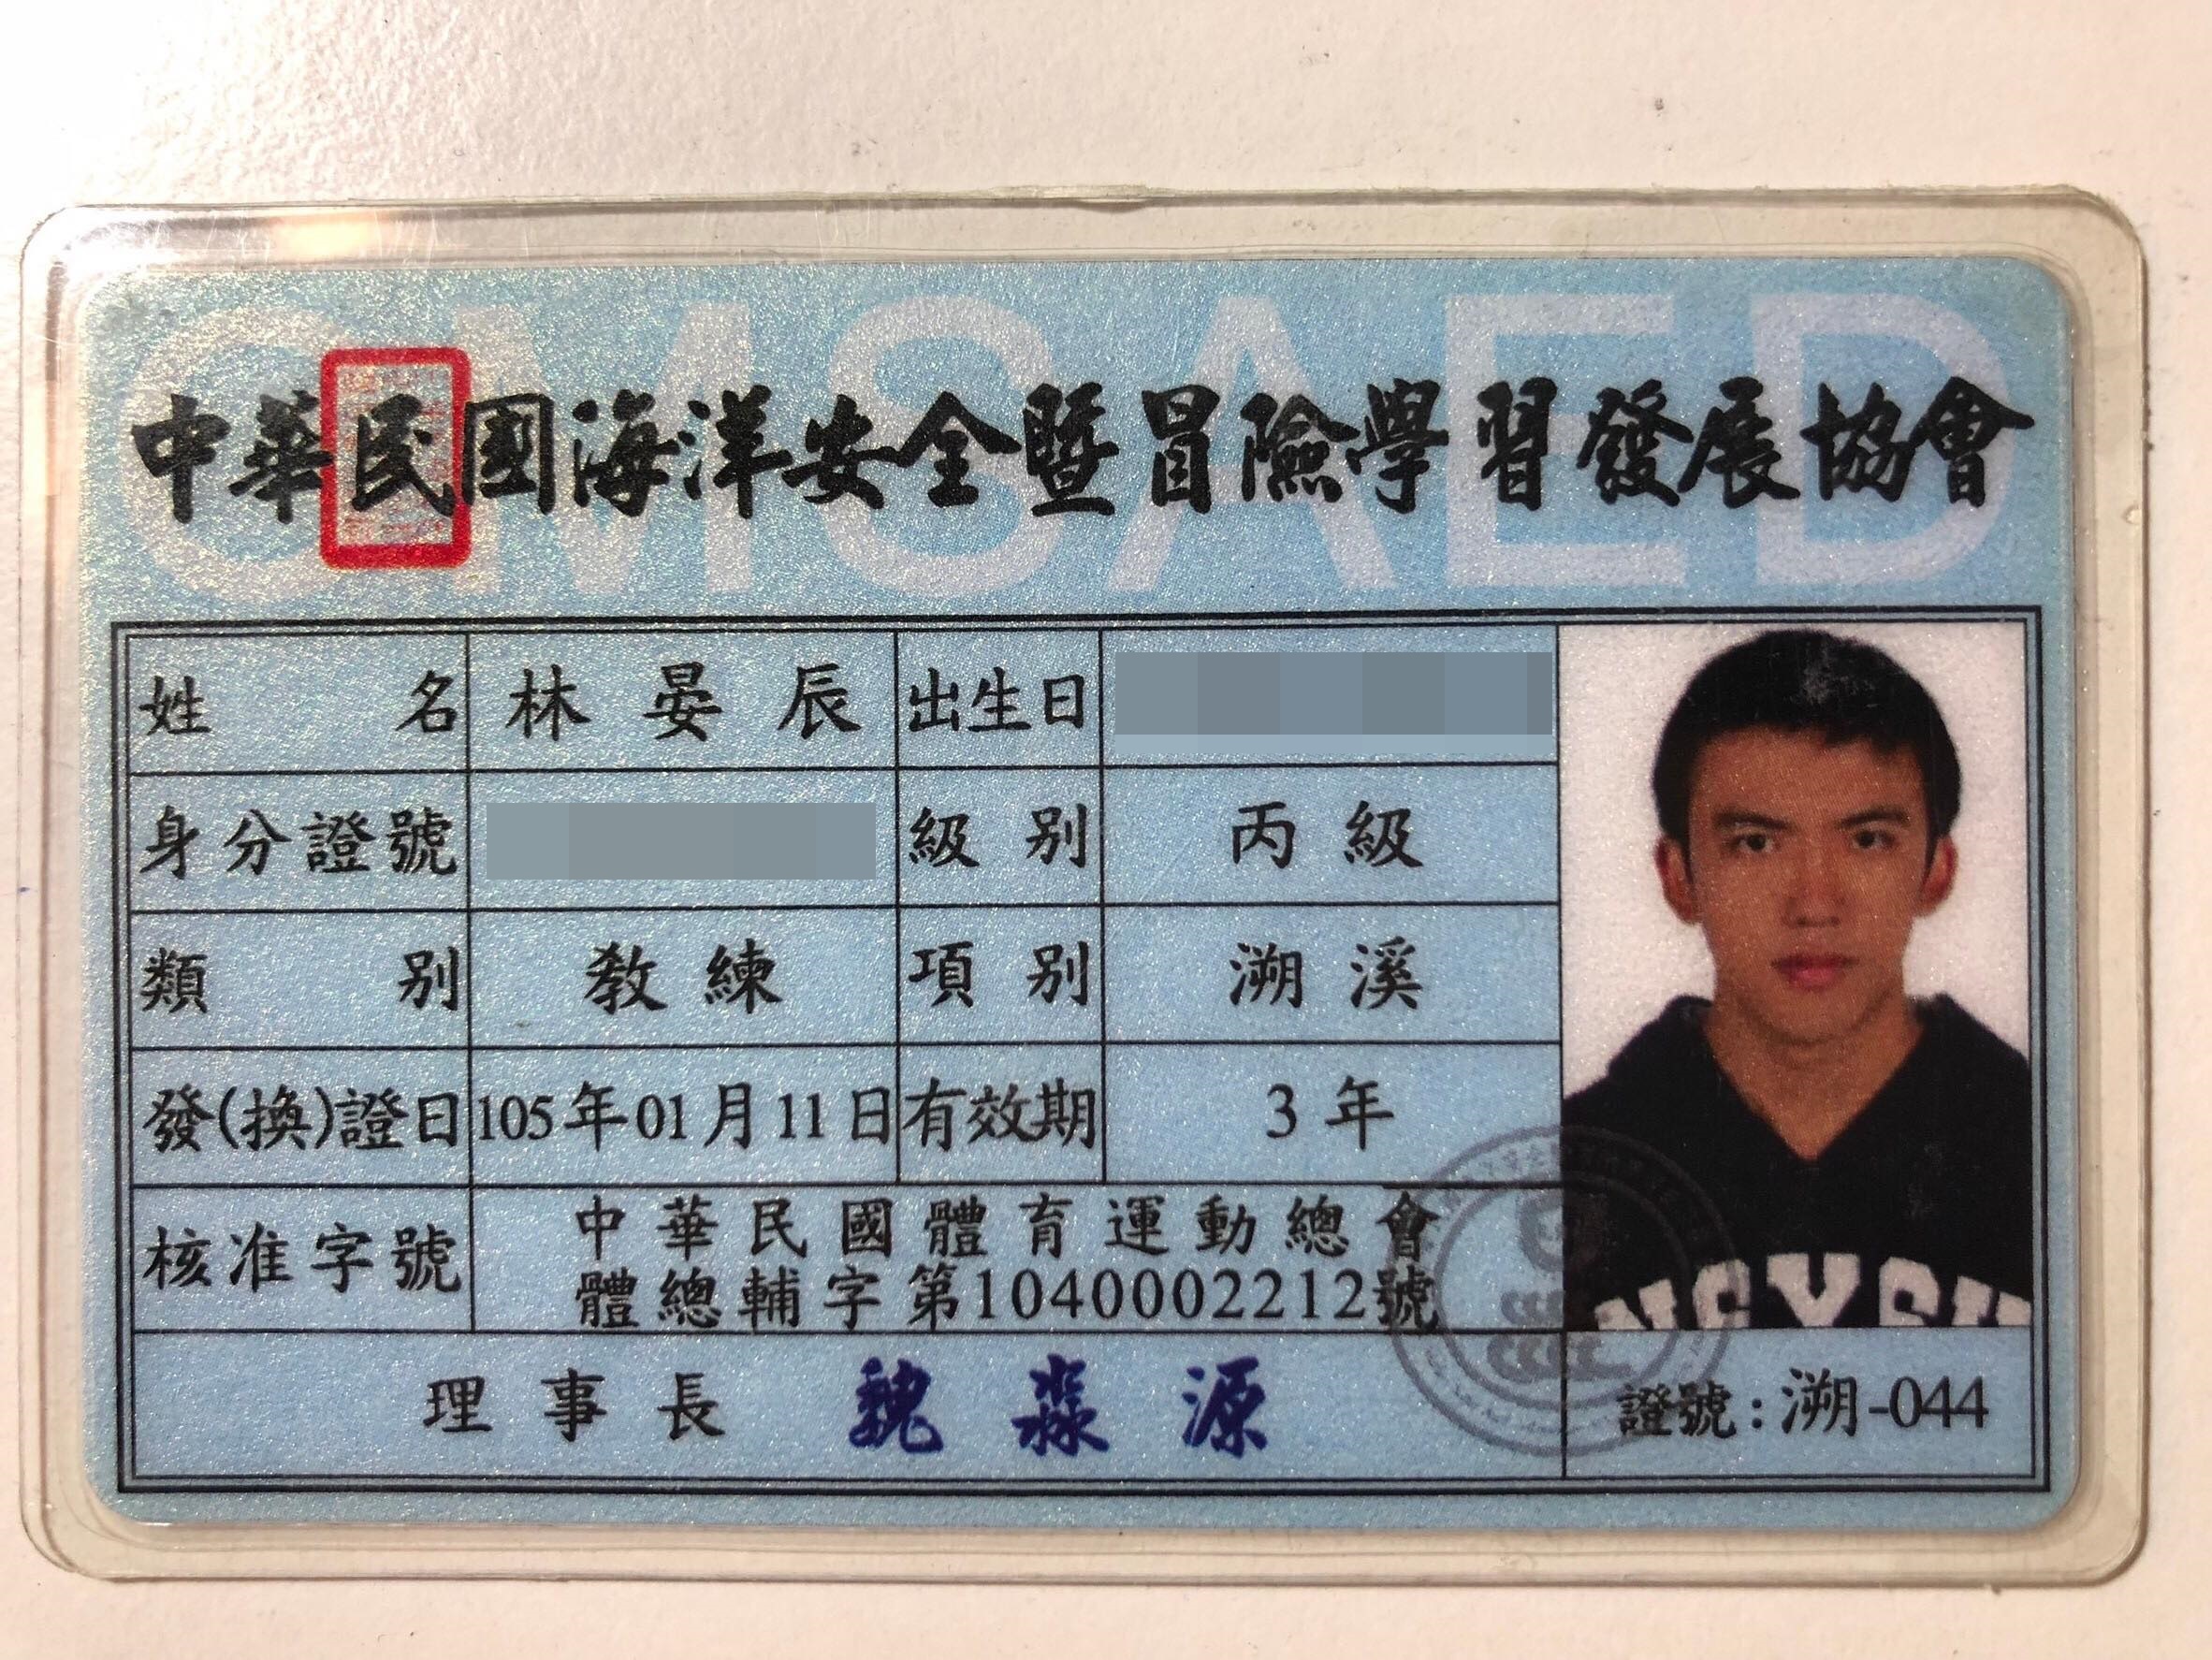 CMSAED
中華民國海洋安全暨冒險學習發展協會
姓名 林晏辰 出生日
身分證號 級別 丙級
類別 教練 項別 溯溪
發(換)證日 105年01月11日 有效期 3年
核准字號 中華民國體育運動總會
體總輔字第1040002212號
理事長 魏淼源 證號:溯-044